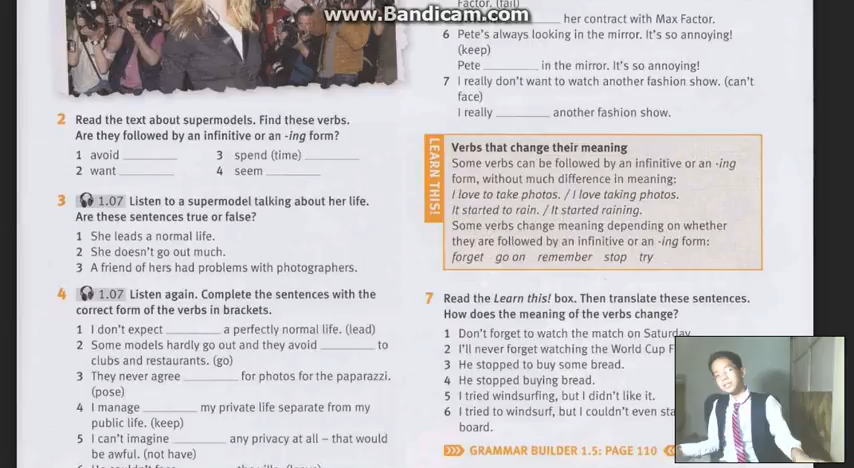 www.Bandicam.com
2 Read the text about supermodels. Find these verbs.
Are they followed by an infinitive or an -ing form?
1 avoid ________ 3 spend (time) ________
2 want ________ 4 seem ________
3 1.07 Listen to a supermodel talking about her life.
Are these sentences true or false?
1 She leads a normal life.
2 She doesn't go out much.
3 A friend of hers had problems with photographers.
4 1.07 Listen again. Complete the sentences with the
correct form of the verbs in brackets.
1 I don't expect ________ a perfectly normal life. (lead)
2 Some models hardly go out and they avoid ________ to
clubs and restaurants. (go)
3 They never agree ________ for photos for the paparazzi.
(pose)
4 I manage ________ my private life separate from my
public life. (keep)
5 I can't imagine ________ any privacy at all – that would
be awful. (not have)
Factor. (fail)
________ her contract with Max Factor.
6 Pete's always looking in the mirror. It's so annoying!
(keep)
Pete ________ in the mirror. It's so annoying!
7 I really don't want to watch another fashion show. (can't
face)
I really ________ another fashion show.
LEARN THIS!
Verbs that change their meaning
Some verbs can be followed by an infinitive or an -ing
form, without much difference in meaning:
I love to take photos. / I love taking photos.
It started to rain. / It started raining.
Some verbs change meaning depending on whether
they are followed by an infinitive or an -ing form:
forget go on remember stop try
7 Read the Learn this! box. Then translate these sentences.
How does the meaning of the verbs change?
1 Don't forget to watch the match on Saturday
2 I'll never forget watching the World Cup
3 He stopped to buy some bread.
4 He stopped buying bread.
5 I tried windsurfing, but I didn't like it.
6 I tried to windsurf, but I couldn't even
board.
GRAMMAR BUILDER 1.5: PAGE 110